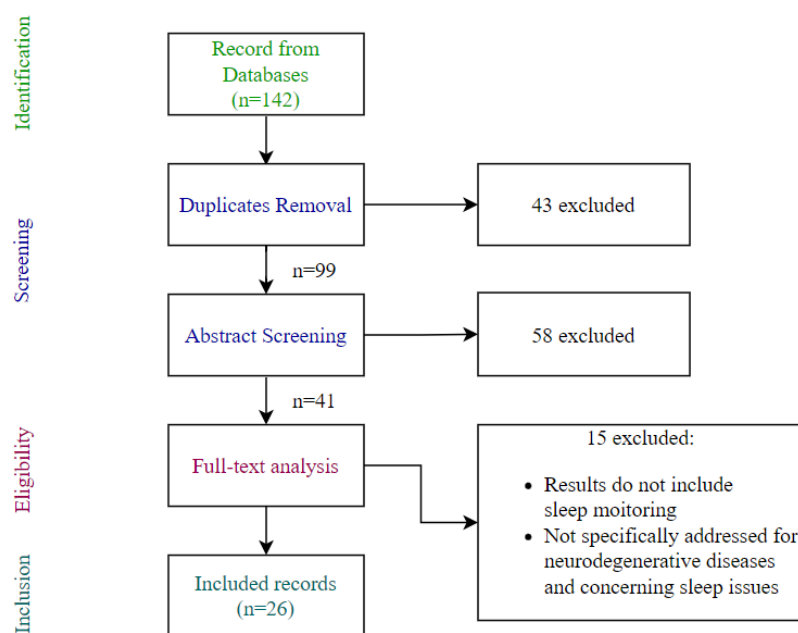 Identification
Record from
Databases
(n=142)
Screening
Duplicates Removal
43 excluded
n=99
Abstract Screening
58 excluded
n=41
Eligibility
Full-text analysis
15 excluded:
• Results do not include
sleep moitoring
• Not specifically addressed for
neurodegenerative diseases
and concerning sleep issues
Inclusion
Included records
(n=26)